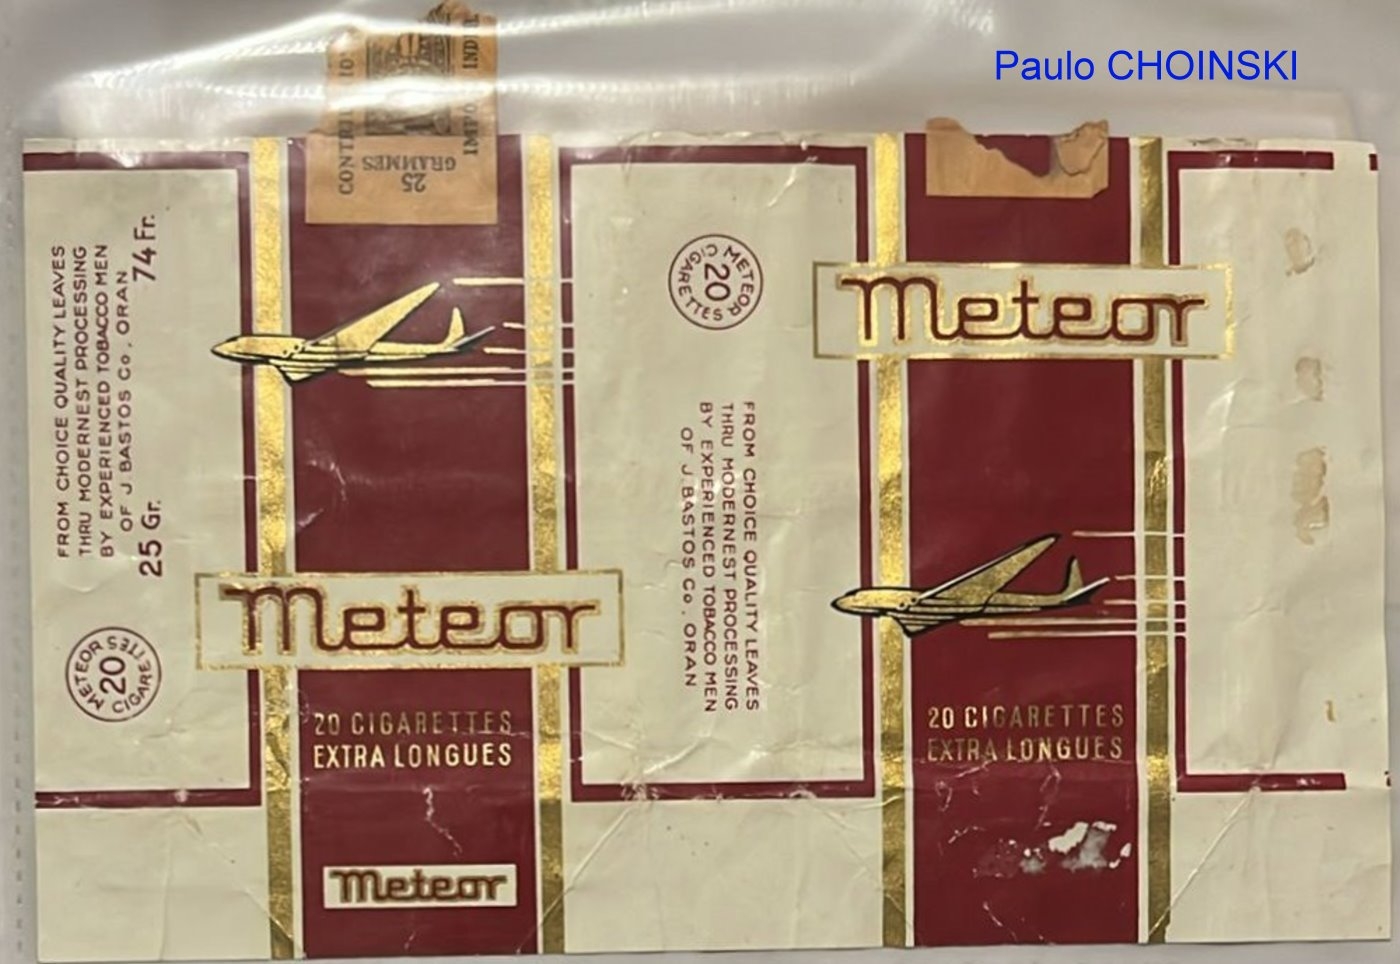 Paulo CHOINSKI
25
GRAMMES
FROM CHOICE QUALITY LEAVES
THRU MODERNEST PROCESSING
BY EXPERIENCED TOBACCO MEN
OF J. BASTOS Co, ORAN
25 Gr. 74 Fr.
METEOR CIGARETTES
20
Meteor
20 CIGARETTES
EXTRA LONGUES
Meteor
METEOR CIGARETTES
20
FROM CHOICE QUALITY LEAVES
THRU MODERNEST PROCESSING
BY EXPERIENCED TOBACCO MEN
OF J. BASTOS Co, ORAN
Meteor
20 CIGARETTES
EXTRA LONGUES